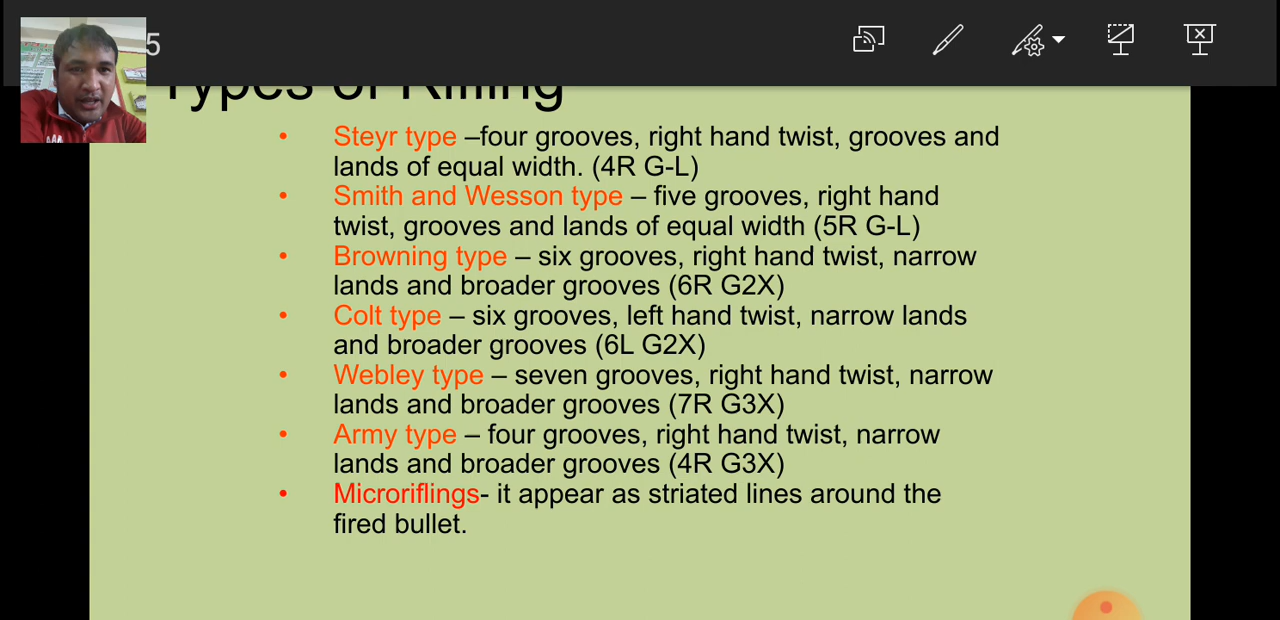 5
Types of Rifling
• Steyr type –four grooves, right hand twist, grooves and
lands of equal width. (4R G-L)
• Smith and Wesson type – five grooves, right hand
twist, grooves and lands of equal width (5R G-L)
• Browning type – six grooves, right hand twist, narrow
lands and broader grooves (6R G2X)
• Colt type – six grooves, left hand twist, narrow lands
and broader grooves (6L G2X)
• Webley type – seven grooves, right hand twist, narrow
lands and broader grooves (7R G3X)
• Army type – four grooves, right hand twist, narrow
lands and broader grooves (4R G3X)
• Microriflings- it appear as striated lines around the
fired bullet.